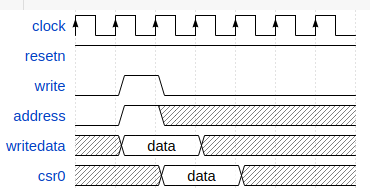 clock
resetn
write
address
writedata data
csr0 data